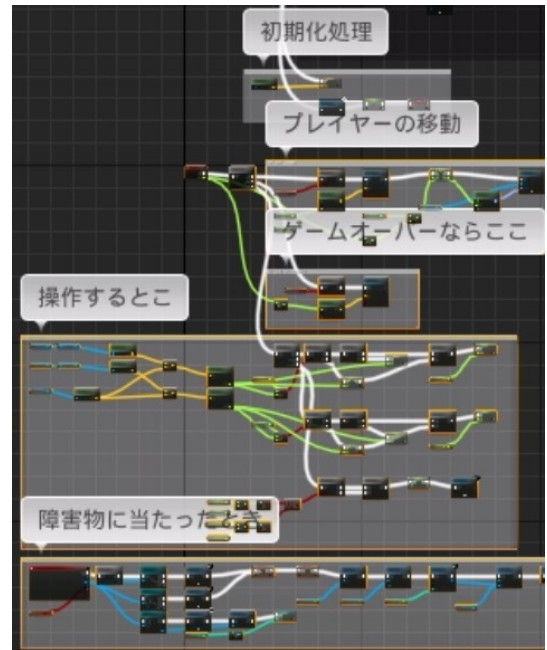 初期化処理
プレイヤーの移動
ゲームオーバーならここ
操作するとこ
障害物に当たったとき